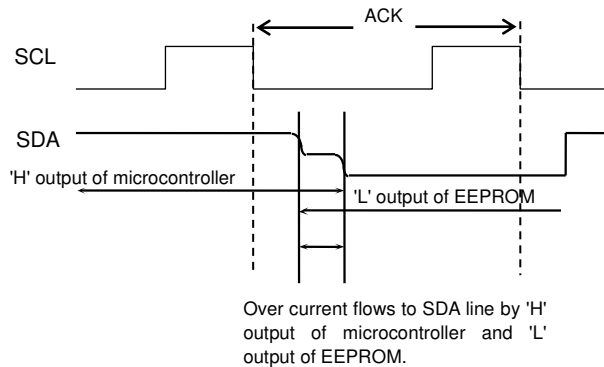 ACK
SCL
SDA
'H' output of microcontroller
'L' output of EEPROM
Over current flows to SDA line by 'H'
output of microcontroller and 'L'
output of EEPROM.